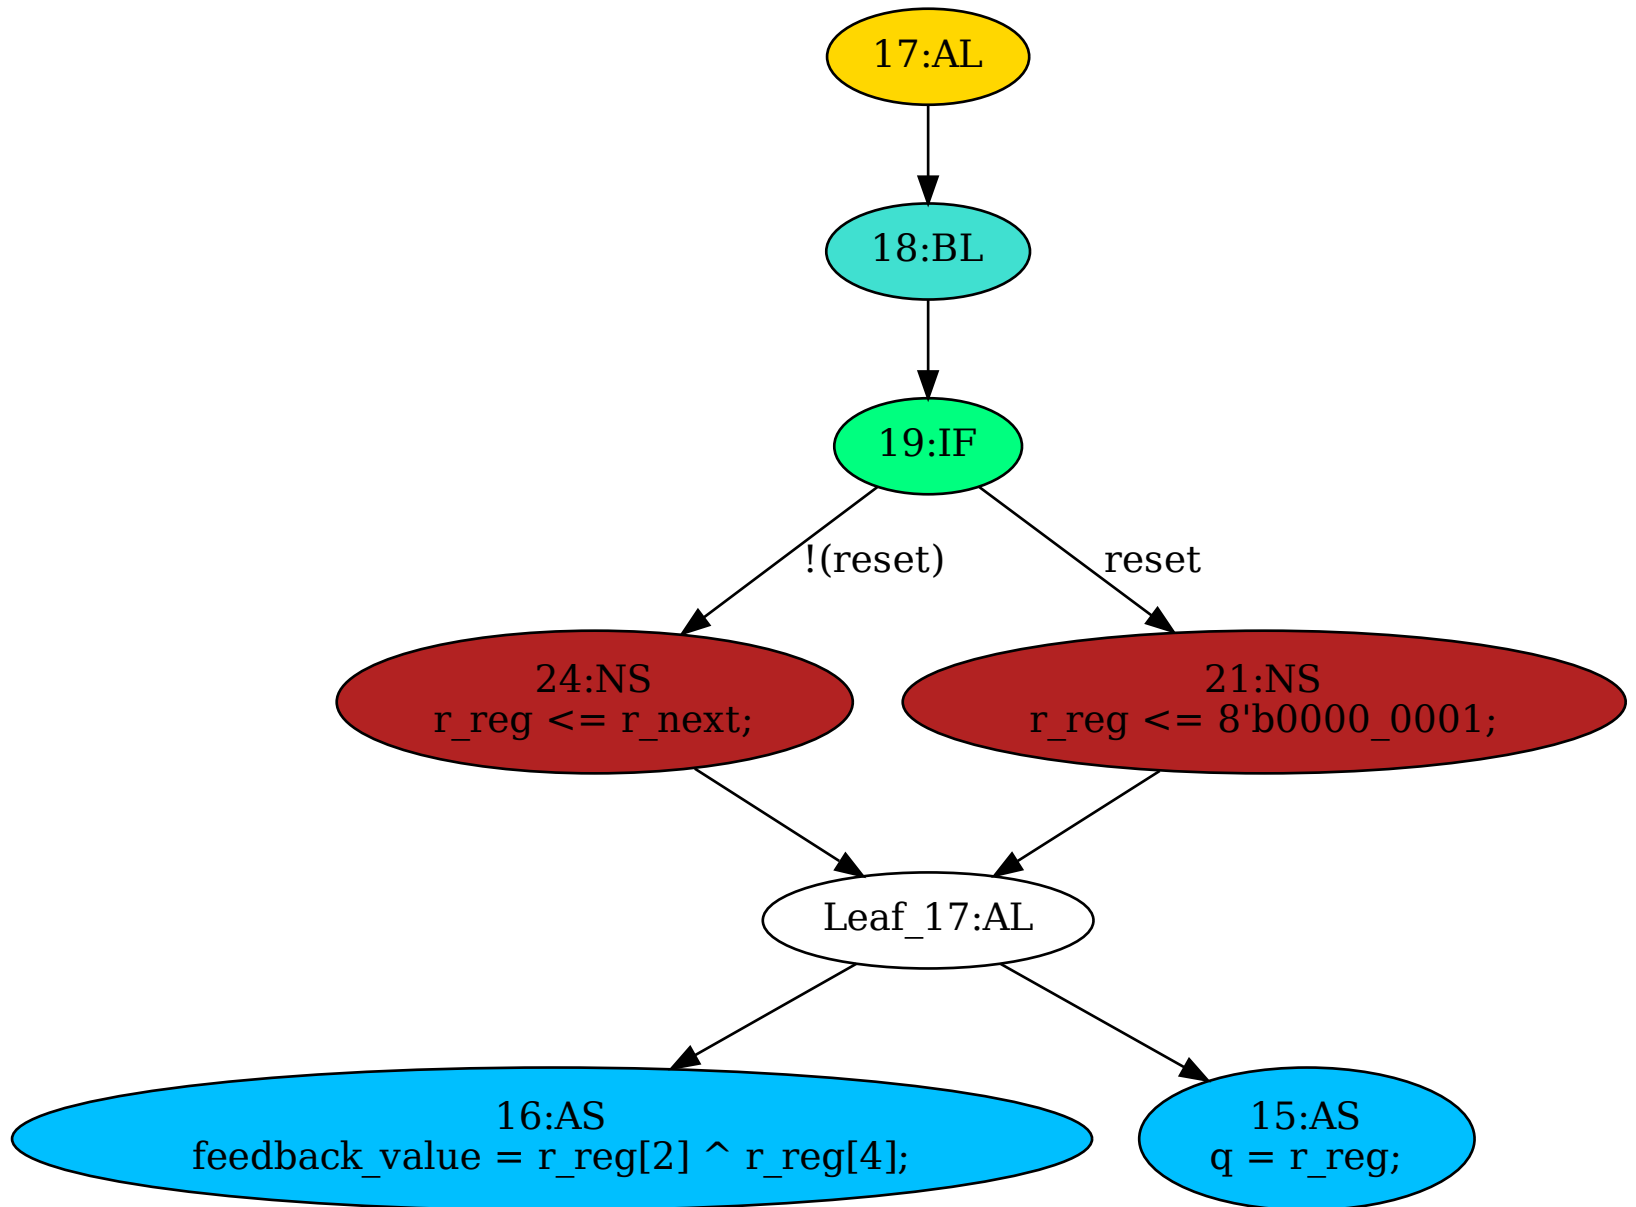 17:AL
18:BL
19:IF
!(reset)
reset
24:NS
r_reg <= r_next;
21:NS
r_reg <= 8'b0000_0001;
Leaf_17:AL
16:AS
feedback_value = r_reg[2] ^ r_reg[4];
15:AS
q = r_reg;